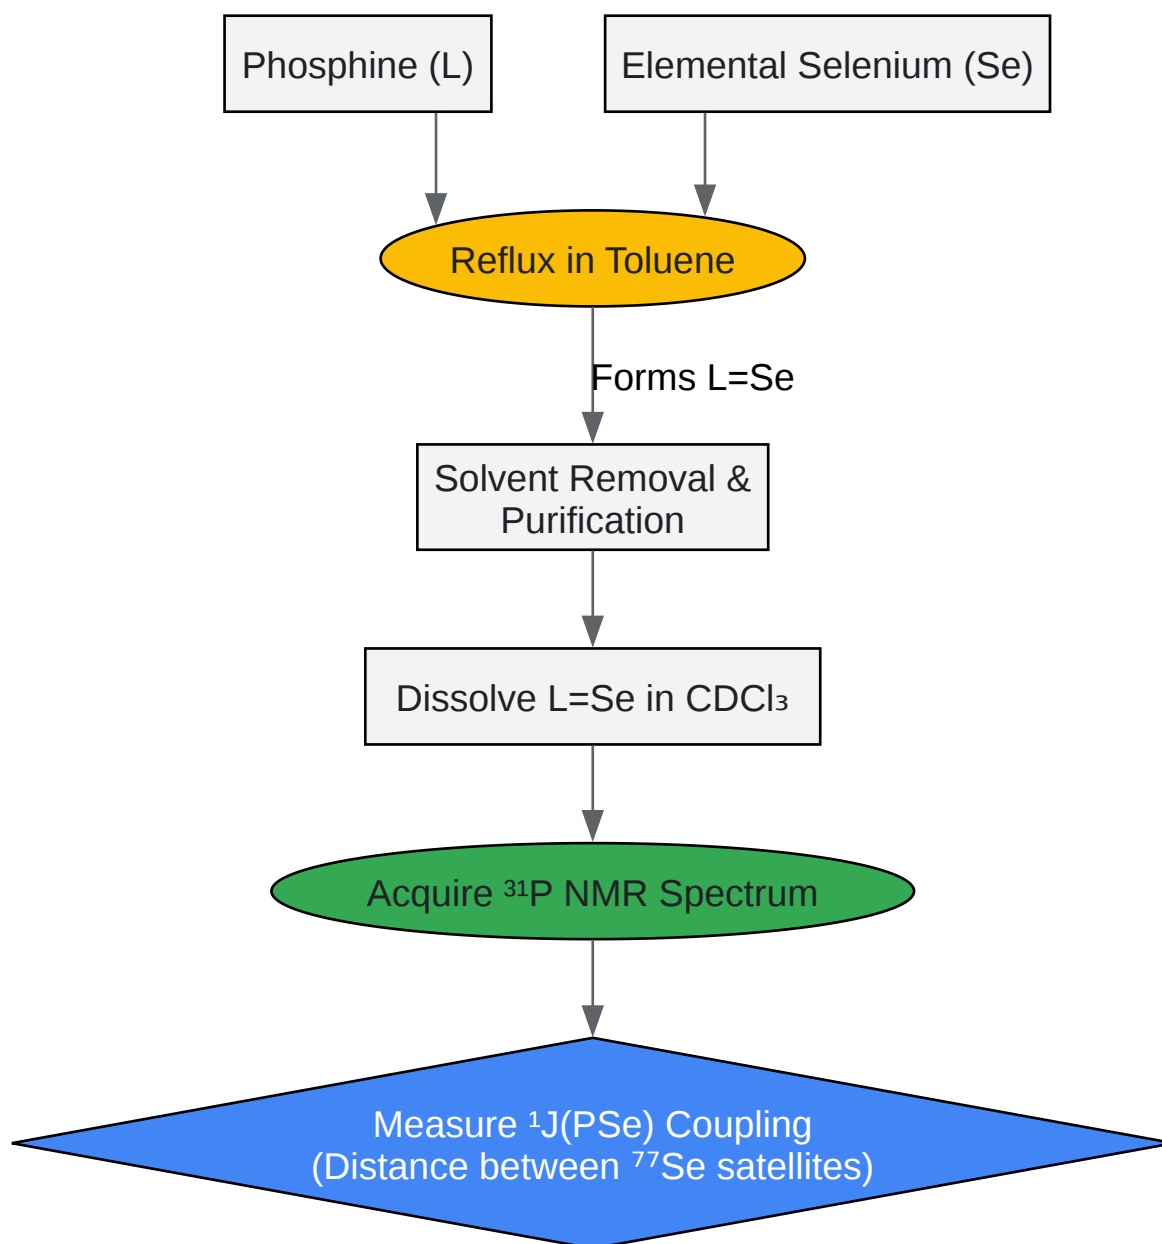 Phosphine (L)
Elemental Selenium (Se)
Reflux in Toluene
Forms L=Se
Solvent Removal &
Purification
Dissolve L=Se in CDCl₃
Acquire ³¹P NMR Spectrum
Measure ¹J(PSe) Coupling
(Distance between ⁷⁷Se satellites)